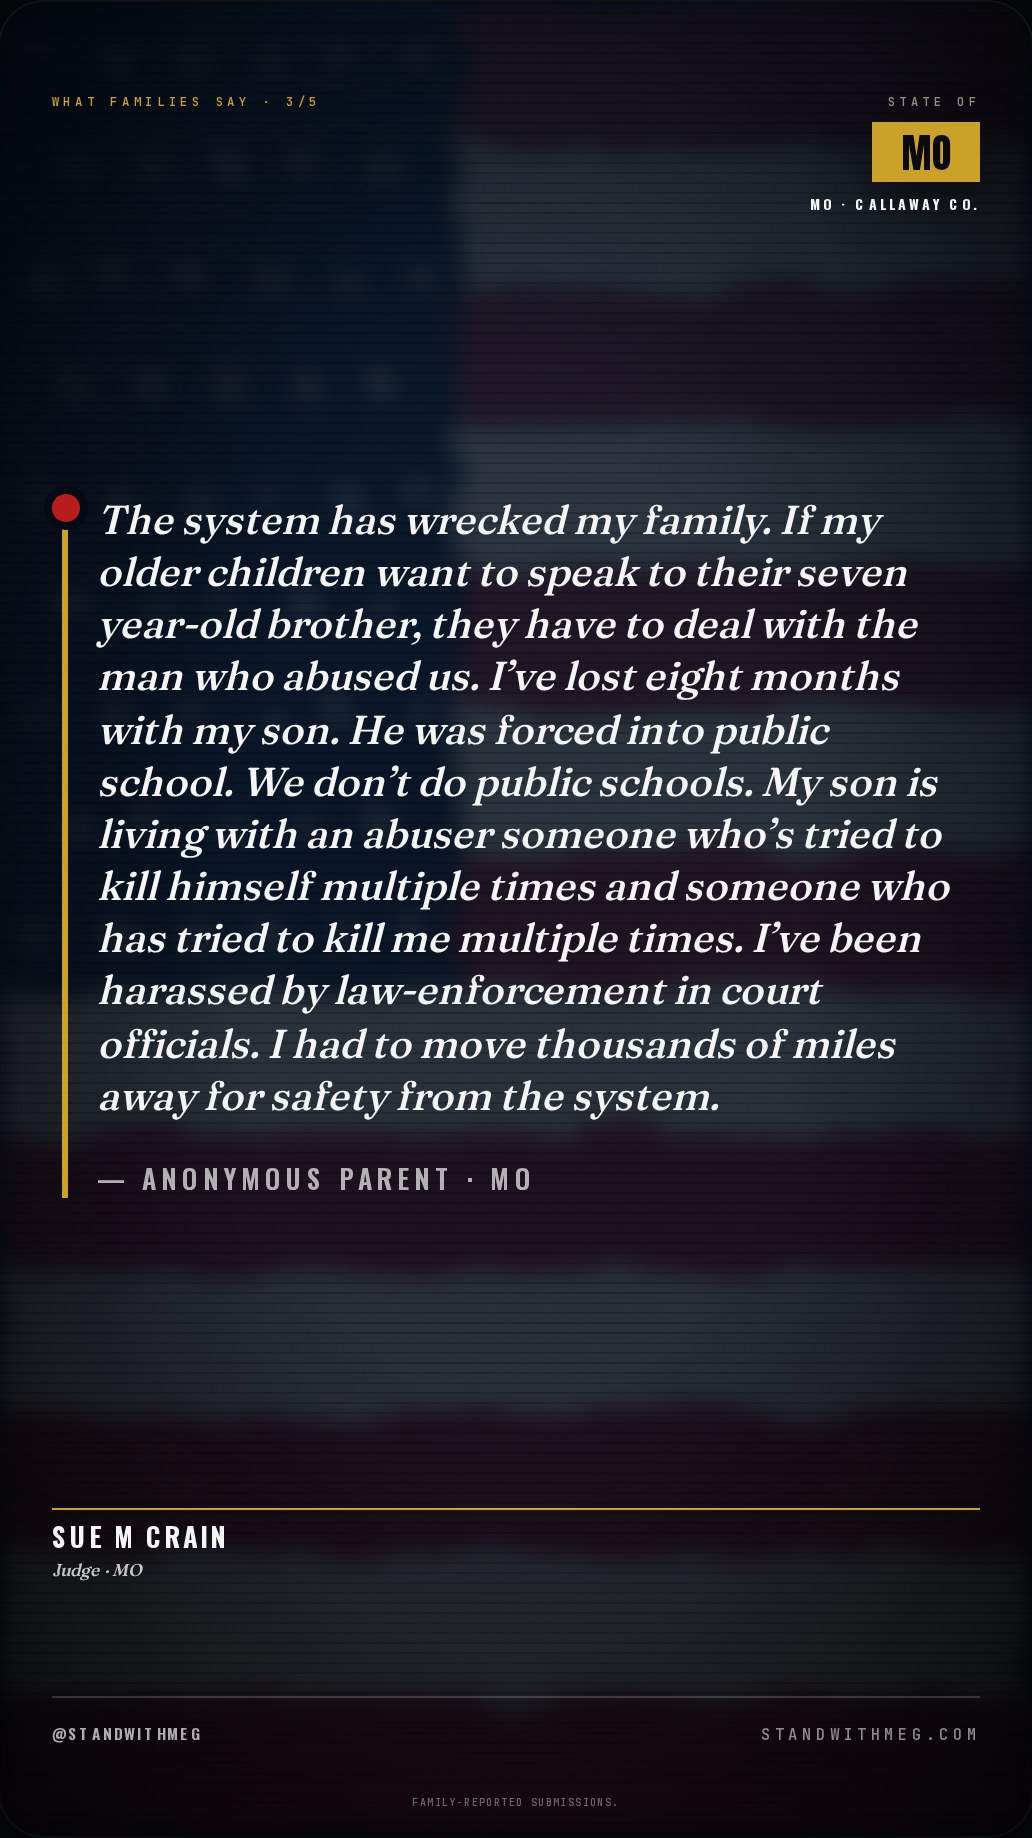 WHAT FAMILIES SAY · 3/5
STATE OF
MO
MO · CALLAWAY CO.
The system has wrecked my family. If my
older children want to speak to their seven
year-old brother, they have to deal with the
man who abused us. I’ve lost eight months
with my son. He was forced into public
school. We don’t do public schools. My son is
living with an abuser someone who’s tried to
kill himself multiple times and someone who
has tried to kill me multiple times. I’ve been
harassed by law-enforcement in court
officials. I had to move thousands of miles
away for safety from the system.
— ANONYMOUS PARENT · MO
SUE M CRAIN
Judge · MO
@STANDWITHMEG
STANDWITHMEG.COM
FAMILY-REPORTED SUBMISSIONS.